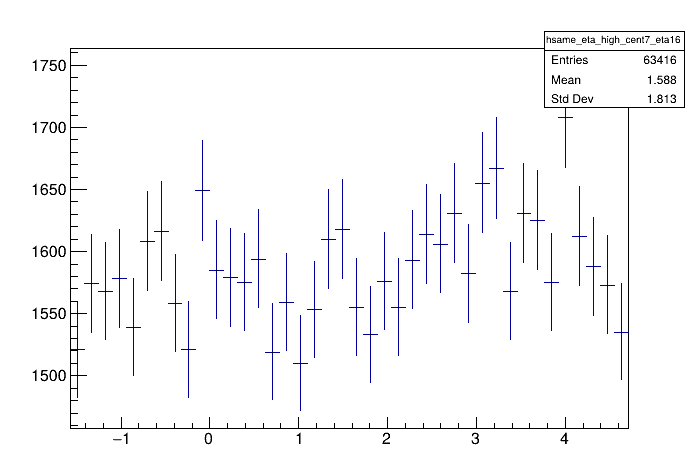 hsame_eta_high_cent7_eta16
Entries 63416
Mean 1.588
Std Dev 1.813
1750
1700
1650
1600
1550
1500
−1 0 1 2 3 4